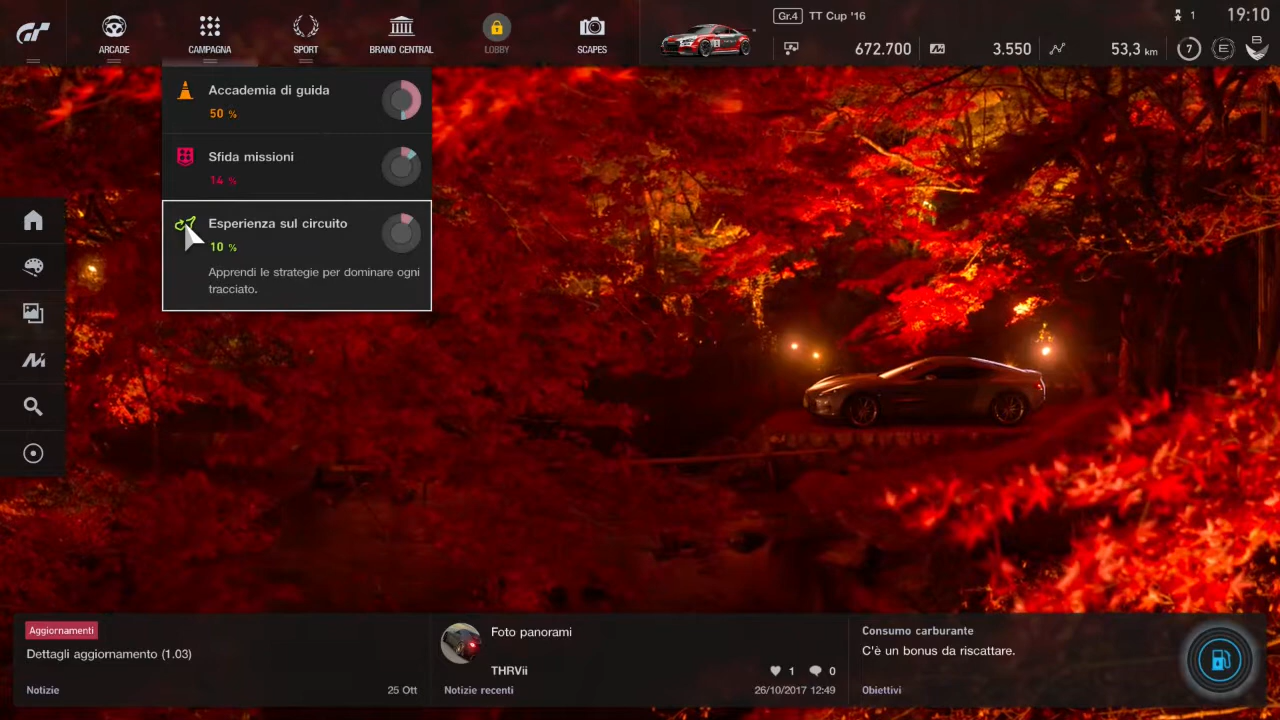 Gr.4 TT Cup '16
1
19:10
ARCADE
CAMPAGNA
SPORT
BRAND CENTRAL
LOBBY
SCAPES
672.700
3.550
53,3 km
7
E
B
Accademia di guida
50 %
Sfida missioni
14 %
Esperienza sul circuito
10 %
Apprendi le strategie per dominare ogni
tracciato.
Aggiornamenti
Dettagli aggiornamento (1.03)
Notizie
25 Ott
Foto panorami
THRVii
1
0
Notizie recenti
26/10/2017 12:49
Consumo carburante
C'è un bonus da riscattare.
Obiettivi